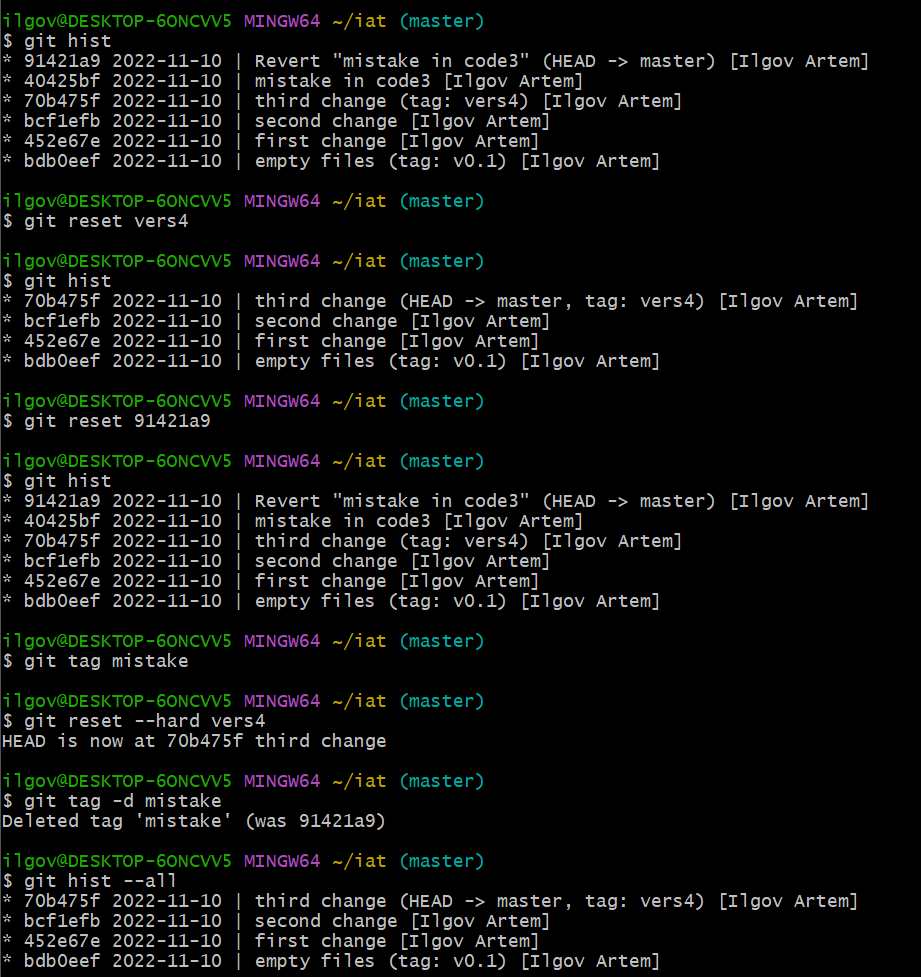 ilgov@DESKTOP-6ONCVV5 MINGW64 ~/iat (master)
$ git hist
* 91421a9 2022-11-10 | Revert "mistake in code3" (HEAD -> master) [Ilgov Artem]
* 40425bf 2022-11-10 | mistake in code3 [Ilgov Artem]
* 70b475f 2022-11-10 | third change (tag: vers4) [Ilgov Artem]
* bcf1efb 2022-11-10 | second change [Ilgov Artem]
* 452e67e 2022-11-10 | first change [Ilgov Artem]
* bdb0eef 2022-11-10 | empty files (tag: v0.1) [Ilgov Artem]
ilgov@DESKTOP-6ONCVV5 MINGW64 ~/iat (master)
$ git reset vers4
ilgov@DESKTOP-6ONCVV5 MINGW64 ~/iat (master)
$ git hist
* 70b475f 2022-11-10 | third change (HEAD -> master, tag: vers4) [Ilgov Artem]
* bcf1efb 2022-11-10 | second change [Ilgov Artem]
* 452e67e 2022-11-10 | first change [Ilgov Artem]
* bdb0eef 2022-11-10 | empty files (tag: v0.1) [Ilgov Artem]
ilgov@DESKTOP-6ONCVV5 MINGW64 ~/iat (master)
$ git reset 91421a9
ilgov@DESKTOP-6ONCVV5 MINGW64 ~/iat (master)
$ git hist
* 91421a9 2022-11-10 | Revert "mistake in code3" (HEAD -> master) [Ilgov Artem]
* 40425bf 2022-11-10 | mistake in code3 [Ilgov Artem]
* 70b475f 2022-11-10 | third change (tag: vers4) [Ilgov Artem]
* bcf1efb 2022-11-10 | second change [Ilgov Artem]
* 452e67e 2022-11-10 | first change [Ilgov Artem]
* bdb0eef 2022-11-10 | empty files (tag: v0.1) [Ilgov Artem]
ilgov@DESKTOP-6ONCVV5 MINGW64 ~/iat (master)
$ git tag mistake
ilgov@DESKTOP-6ONCVV5 MINGW64 ~/iat (master)
$ git reset --hard vers4
HEAD is now at 70b475f third change
ilgov@DESKTOP-6ONCVV5 MINGW64 ~/iat (master)
$ git tag -d mistake
Deleted tag 'mistake' (was 91421a9)
ilgov@DESKTOP-6ONCVV5 MINGW64 ~/iat (master)
$ git hist --all
* 70b475f 2022-11-10 | third change (HEAD -> master, tag: vers4) [Ilgov Artem]
* bcf1efb 2022-11-10 | second change [Ilgov Artem]
* 452e67e 2022-11-10 | first change [Ilgov Artem]
* bdb0eef 2022-11-10 | empty files (tag: v0.1) [Ilgov Artem]